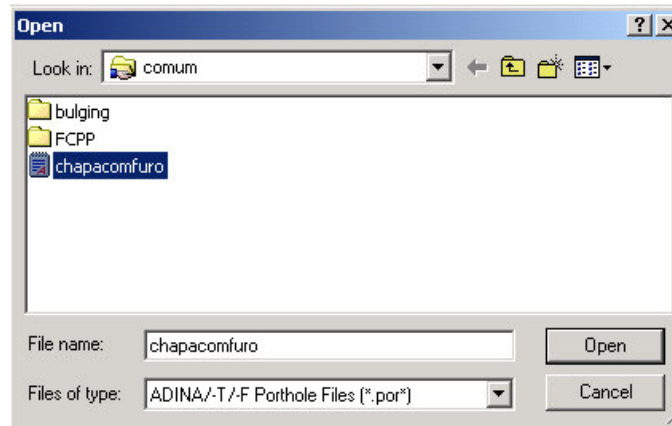 Open
Look in: comum
bulging
FCPP
chapacomfuro
File name: chapacomfuro Open
Files of type: ADINA/-T/-F Porthole Files (*.por*) Cancel